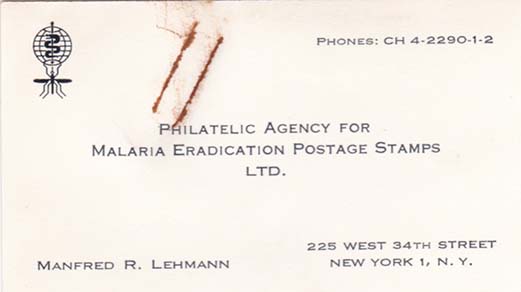 PHONES: CH 4-2290-1-2
PHILATELIC AGENCY FOR
MALARIA ERADICATION POSTAGE STAMPS
LTD.
MANFRED R. LEHMANN
225 WEST 34TH STREET
NEW YORK 1, N. Y.